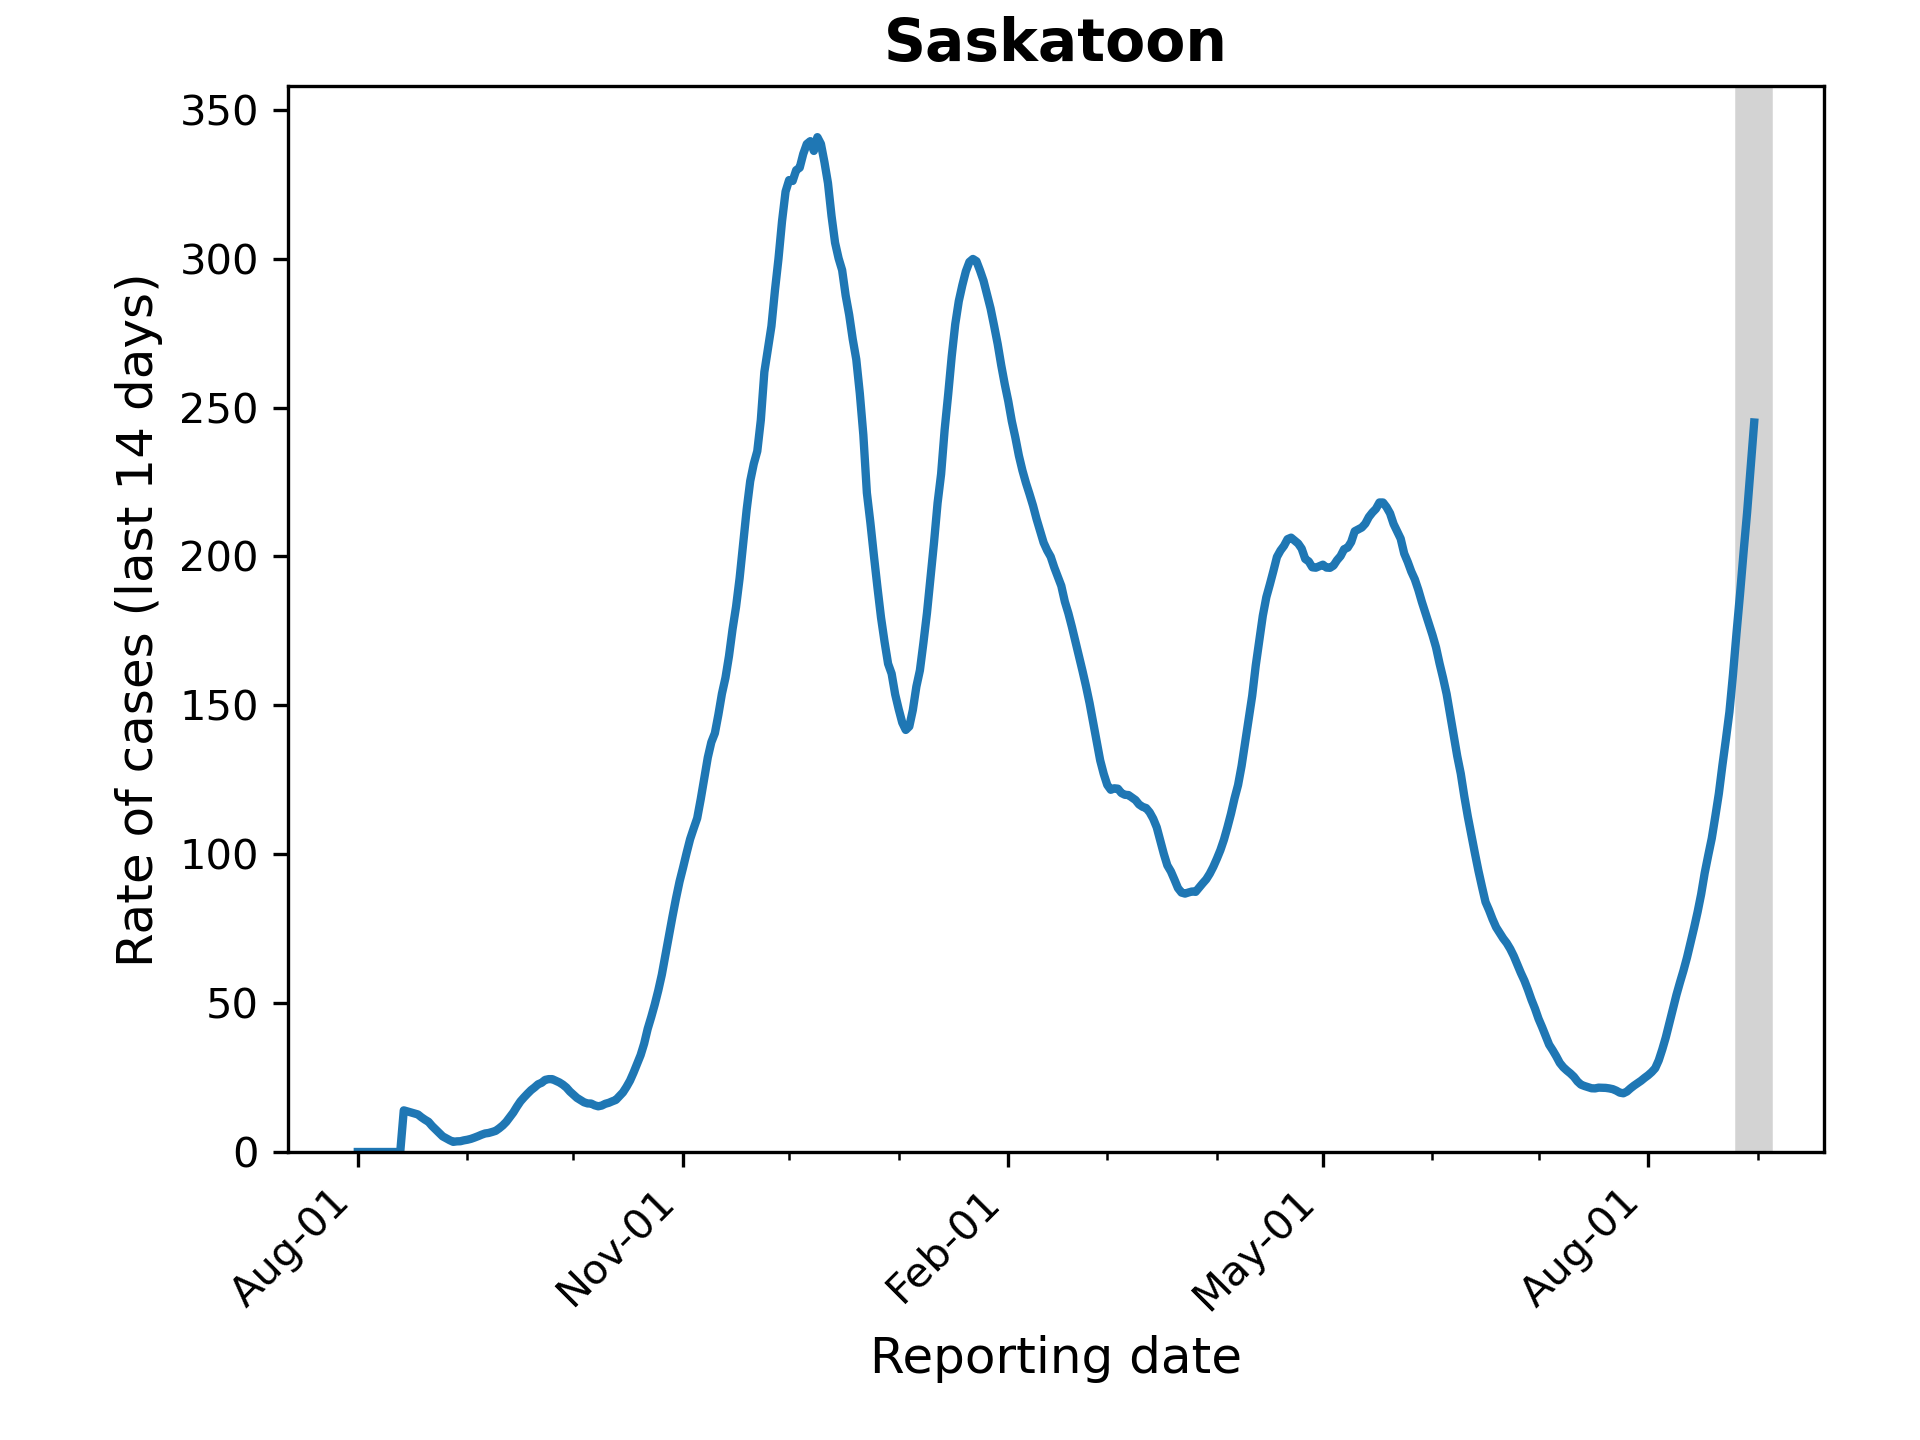 Saskatoon
Rate of cases (last 14 days)
350
300
250
200
150
100
50
0
Aug-01
Nov-01
Feb-01
May-01
Aug-01
Reporting date